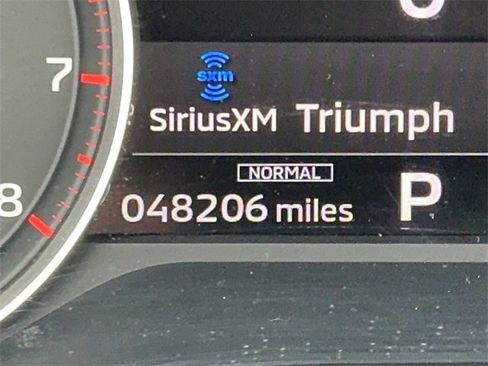 7
sxm
SiriusXM Triumph
NORMAL
048206 miles P
8